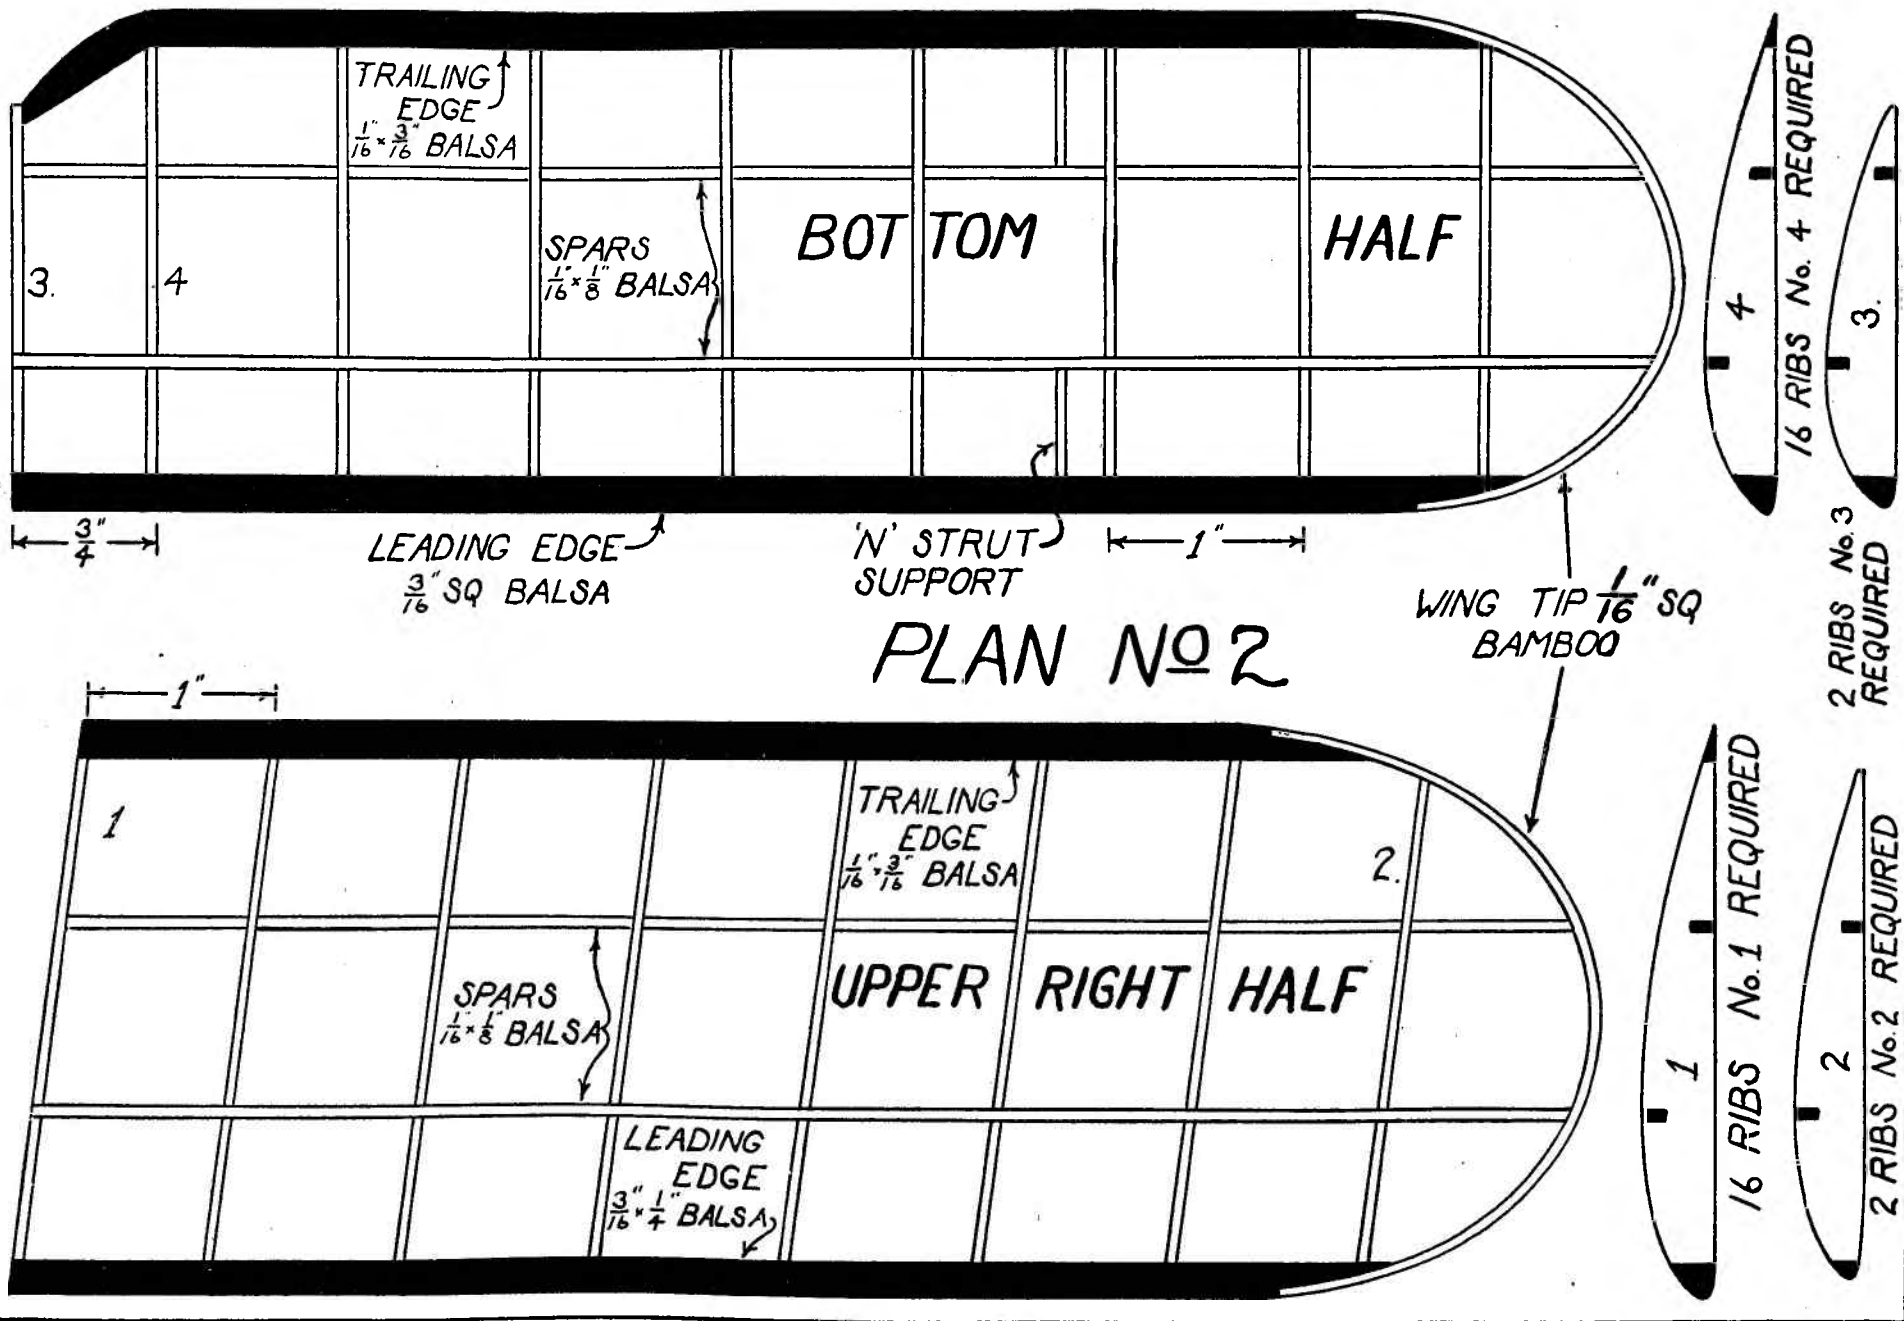 TRAILING
EDGE
1/16" × 3/16" BALSA
SPARS
1/16" × 1/8" BALSA
BOTTOM HALF
3.
4
3/4"
LEADING EDGE
3/16" SQ BALSA
'N' STRUT
SUPPORT
1"
WING TIP 1/16" SQ
BAMBOO
4
16 RIBS No. 4 REQUIRED
3.
2 RIBS No.3
REQUIRED
PLAN No 2
1"
1
TRAILING
EDGE
1/16" × 3/16" BALSA
2.
SPARS
1/16" × 1/8" BALSA
UPPER RIGHT HALF
LEADING
EDGE
3/16" × 1/4" BALSA
1
16 RIBS No. 1 REQUIRED
2
2 RIBS No. 2 REQUIRED